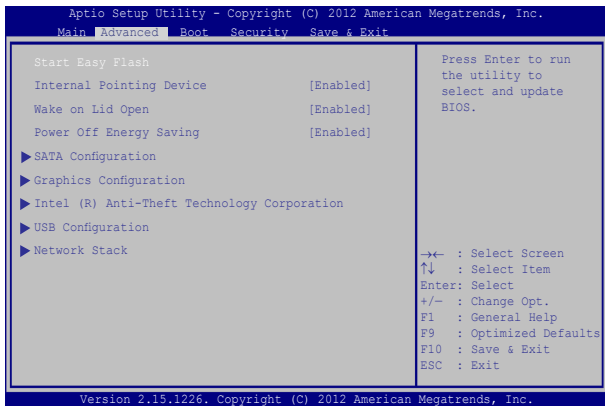 Aptio Setup Utility - Copyright (C) 2012 American Megatrends, Inc.
Main Advanced Boot Security Save & Exit
Start Easy Flash
Internal Pointing Device [Enabled]
Wake on Lid Open [Enabled]
Power Off Energy Saving [Enabled]
SATA Configuration
Graphics Configuration
Intel (R) Anti-Theft Technology Corporation
USB Configuration
Network Stack
Press Enter to run
the utility to
select and update
BIOS.
→← : Select Screen
↑↓ : Select Item
Enter: Select
+/— : Change Opt.
F1 : General Help
F9 : Optimized Defaults
F10 : Save & Exit
ESC : Exit
Version 2.15.1226. Copyright (C) 2012 American Megatrends, Inc.